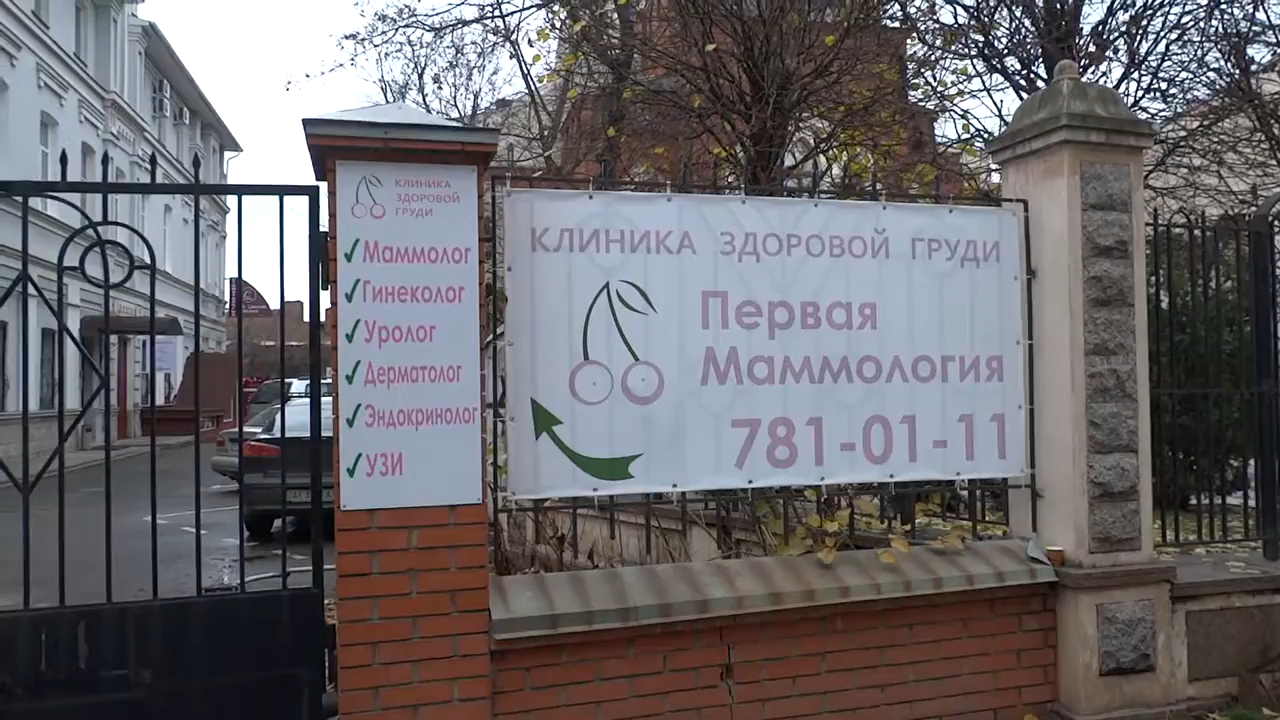 КЛИНИКА
ЗДОРОВОЙ
ГРУДИ
Маммолог
Гинеколог
Уролог
Дерматолог
Эндокринолог
УЗИ
КЛИНИКА ЗДОРОВОЙ ГРУДИ
Первая
Маммология
781-01-11